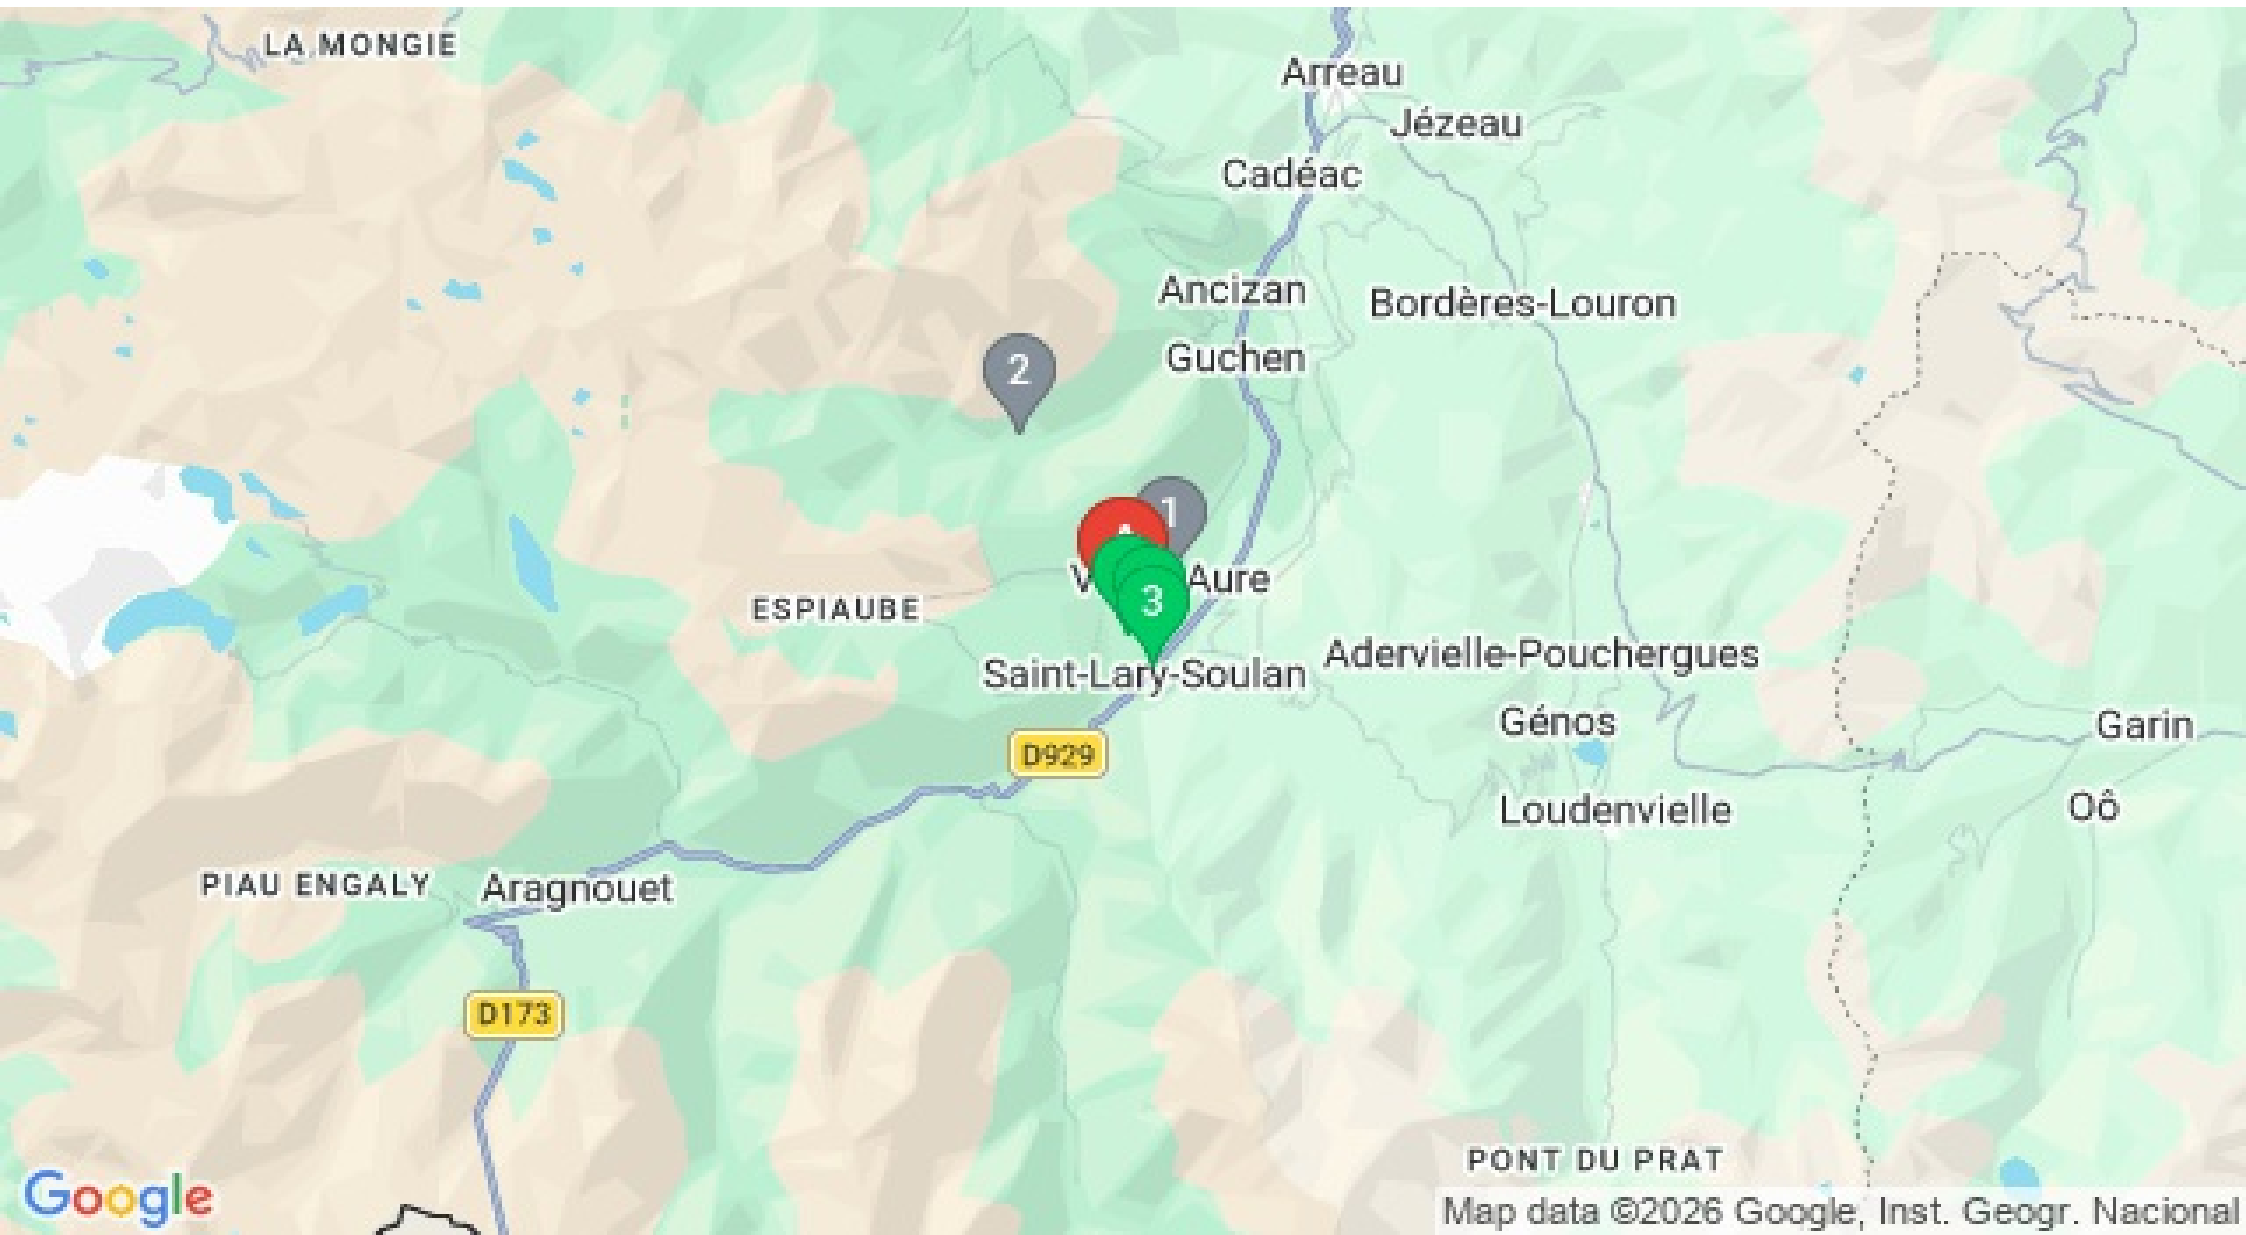 LA MONGIE
Arreau
Jézeau
Cadéac
Ancizan
Bordères-Louron
Guchen
2
1
Aure
3
ESPIAUBE
Saint-Lary-Soulan
Adervielle-Pouchergues
Génos
Garin
D929
Loudenvielle
Oô
PIAU ENGALY
Aragnouet
D173
PONT DU PRAT
Google
Map data ©2026 Google, Inst. Geogr. Nacional